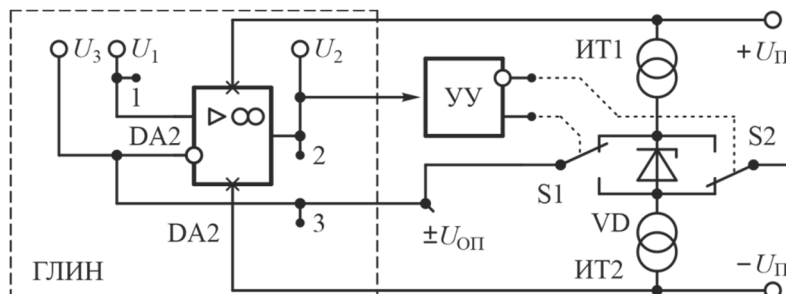 U₃ U₁ U₂ ИТ1 +Uп
1 ▷∞ УУ
DA2 S2
2
S1
3 VD
DA2 ±Uоп
ГЛИН ИТ2 −Uп